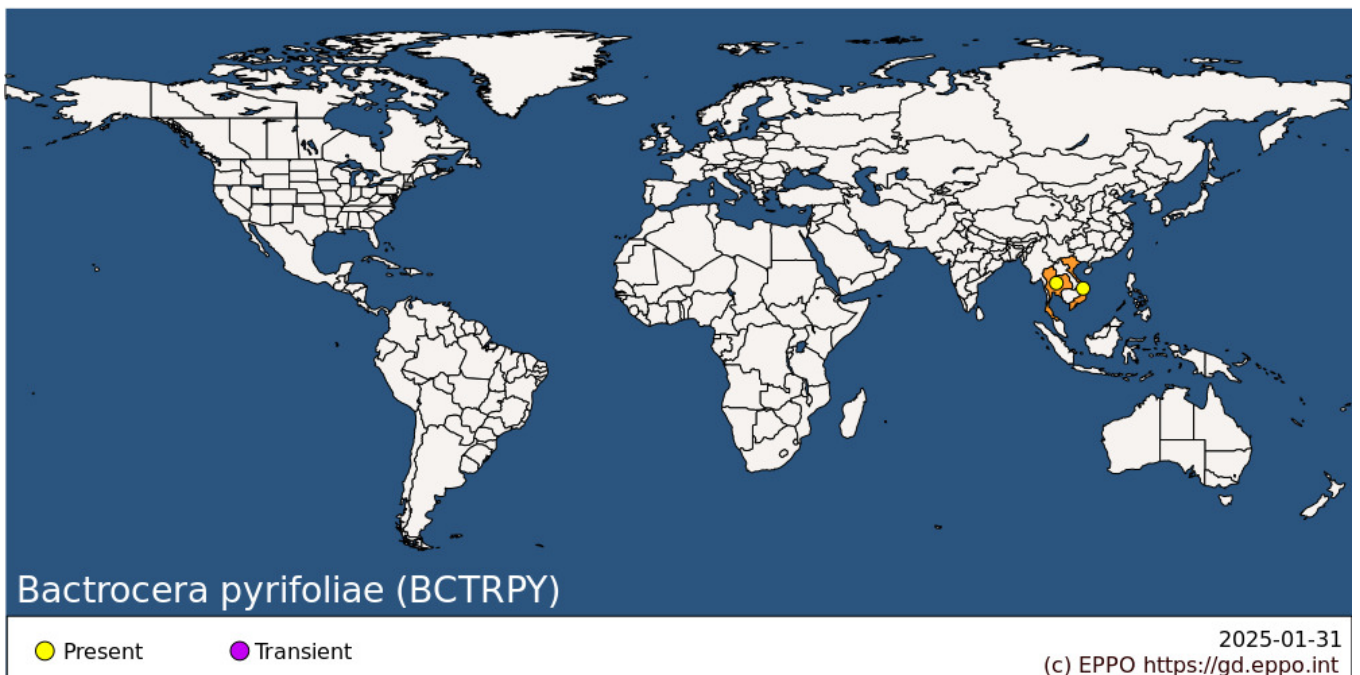 Bactrocera pyrifoliae (BCTRPY)
Present
Transient
2025-01-31
(c) EPPO https://gd.eppo.int